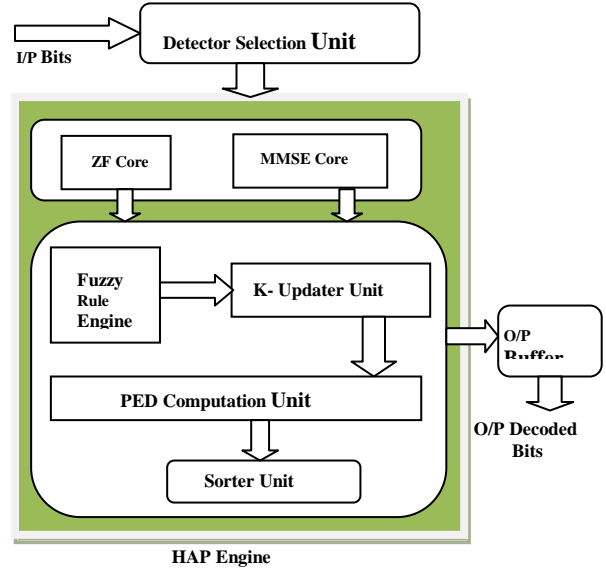 Detector Selection Unit
I/P Bits
ZF Core
MMSE Core
Fuzzy
Rule
Engine
K- Updater Unit
PED Computation Unit
Sorter Unit
O/P
Buffer
O/P Decoded
Bits
HAP Engine